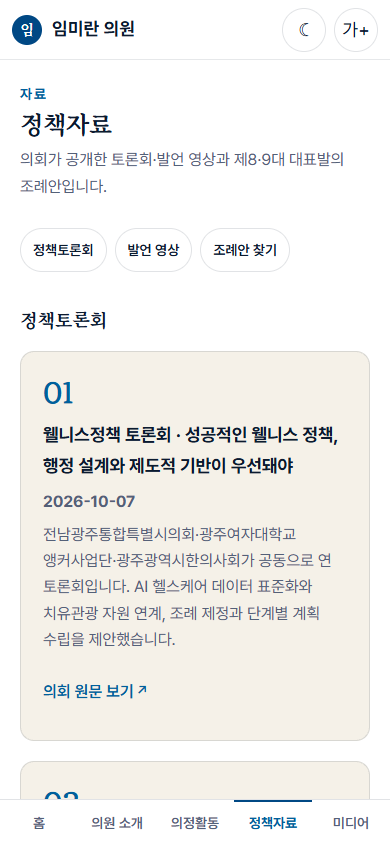 임 임미란 의원
가+
자료
정책자료
의회가 공개한 토론회·발언 영상과 제8·9대 대표발의
조례안입니다.
정책토론회 발언 영상 조례안 찾기
정책토론회
01
웰니스정책 토론회 · 성공적인 웰니스 정책,
행정 설계와 제도적 기반이 우선돼야
2026-10-07
전남광주통합특별시의회·광주여자대학교
앵커사업단·광주광역시한의사회가 공동으로 연
토론회입니다. AI 헬스케어 데이터 표준화와
치유관광 자원 연계, 조례 제정과 단계별 계획
수립을 제안했습니다.
의회 원문 보기 ↗
홈 의원 소개 의정활동 정책자료 미디어